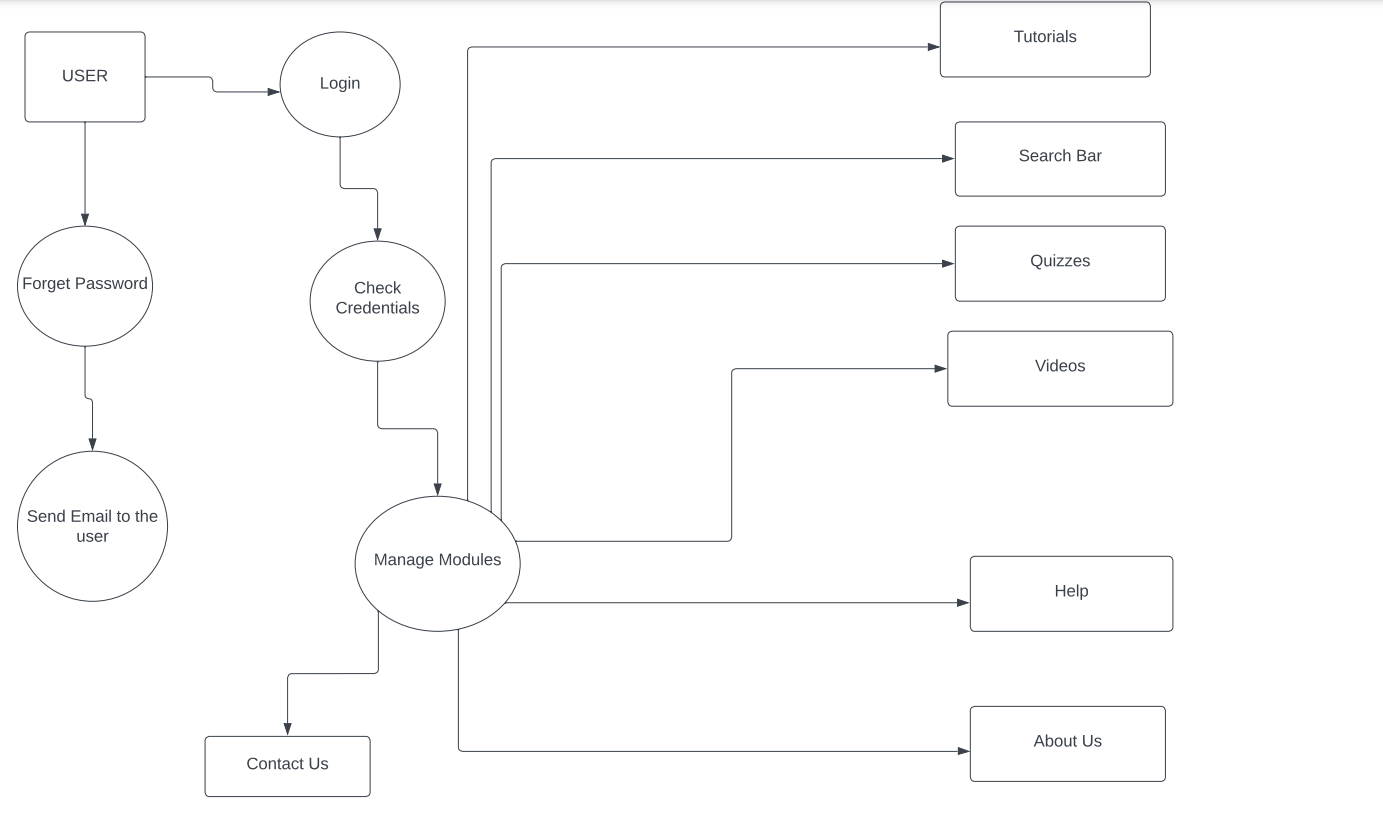 USER
Login
Tutorials
Search Bar
Quizzes
Forget Password
Check
Credentials
Videos
Send Email to the
user
Manage Modules
Help
About Us
Contact Us